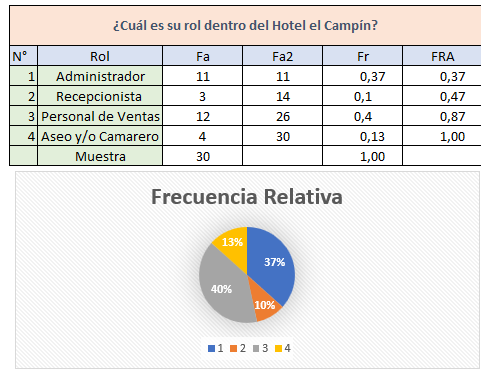 ¿Cuál es su rol dentro del Hotel el Campín?
N° Rol Fa Fa2 Fr FRA
1 Administrador 11 11 0,37 0,37
2 Recepcionista 3 14 0,1 0,47
3 Personal de Ventas 12 26 0,4 0,87
4 Aseo y/o Camarero 4 30 0,13 1,00
Muestra 30 1,00
Frecuencia Relativa
13%
37%
40%
10%
1 2 3 4